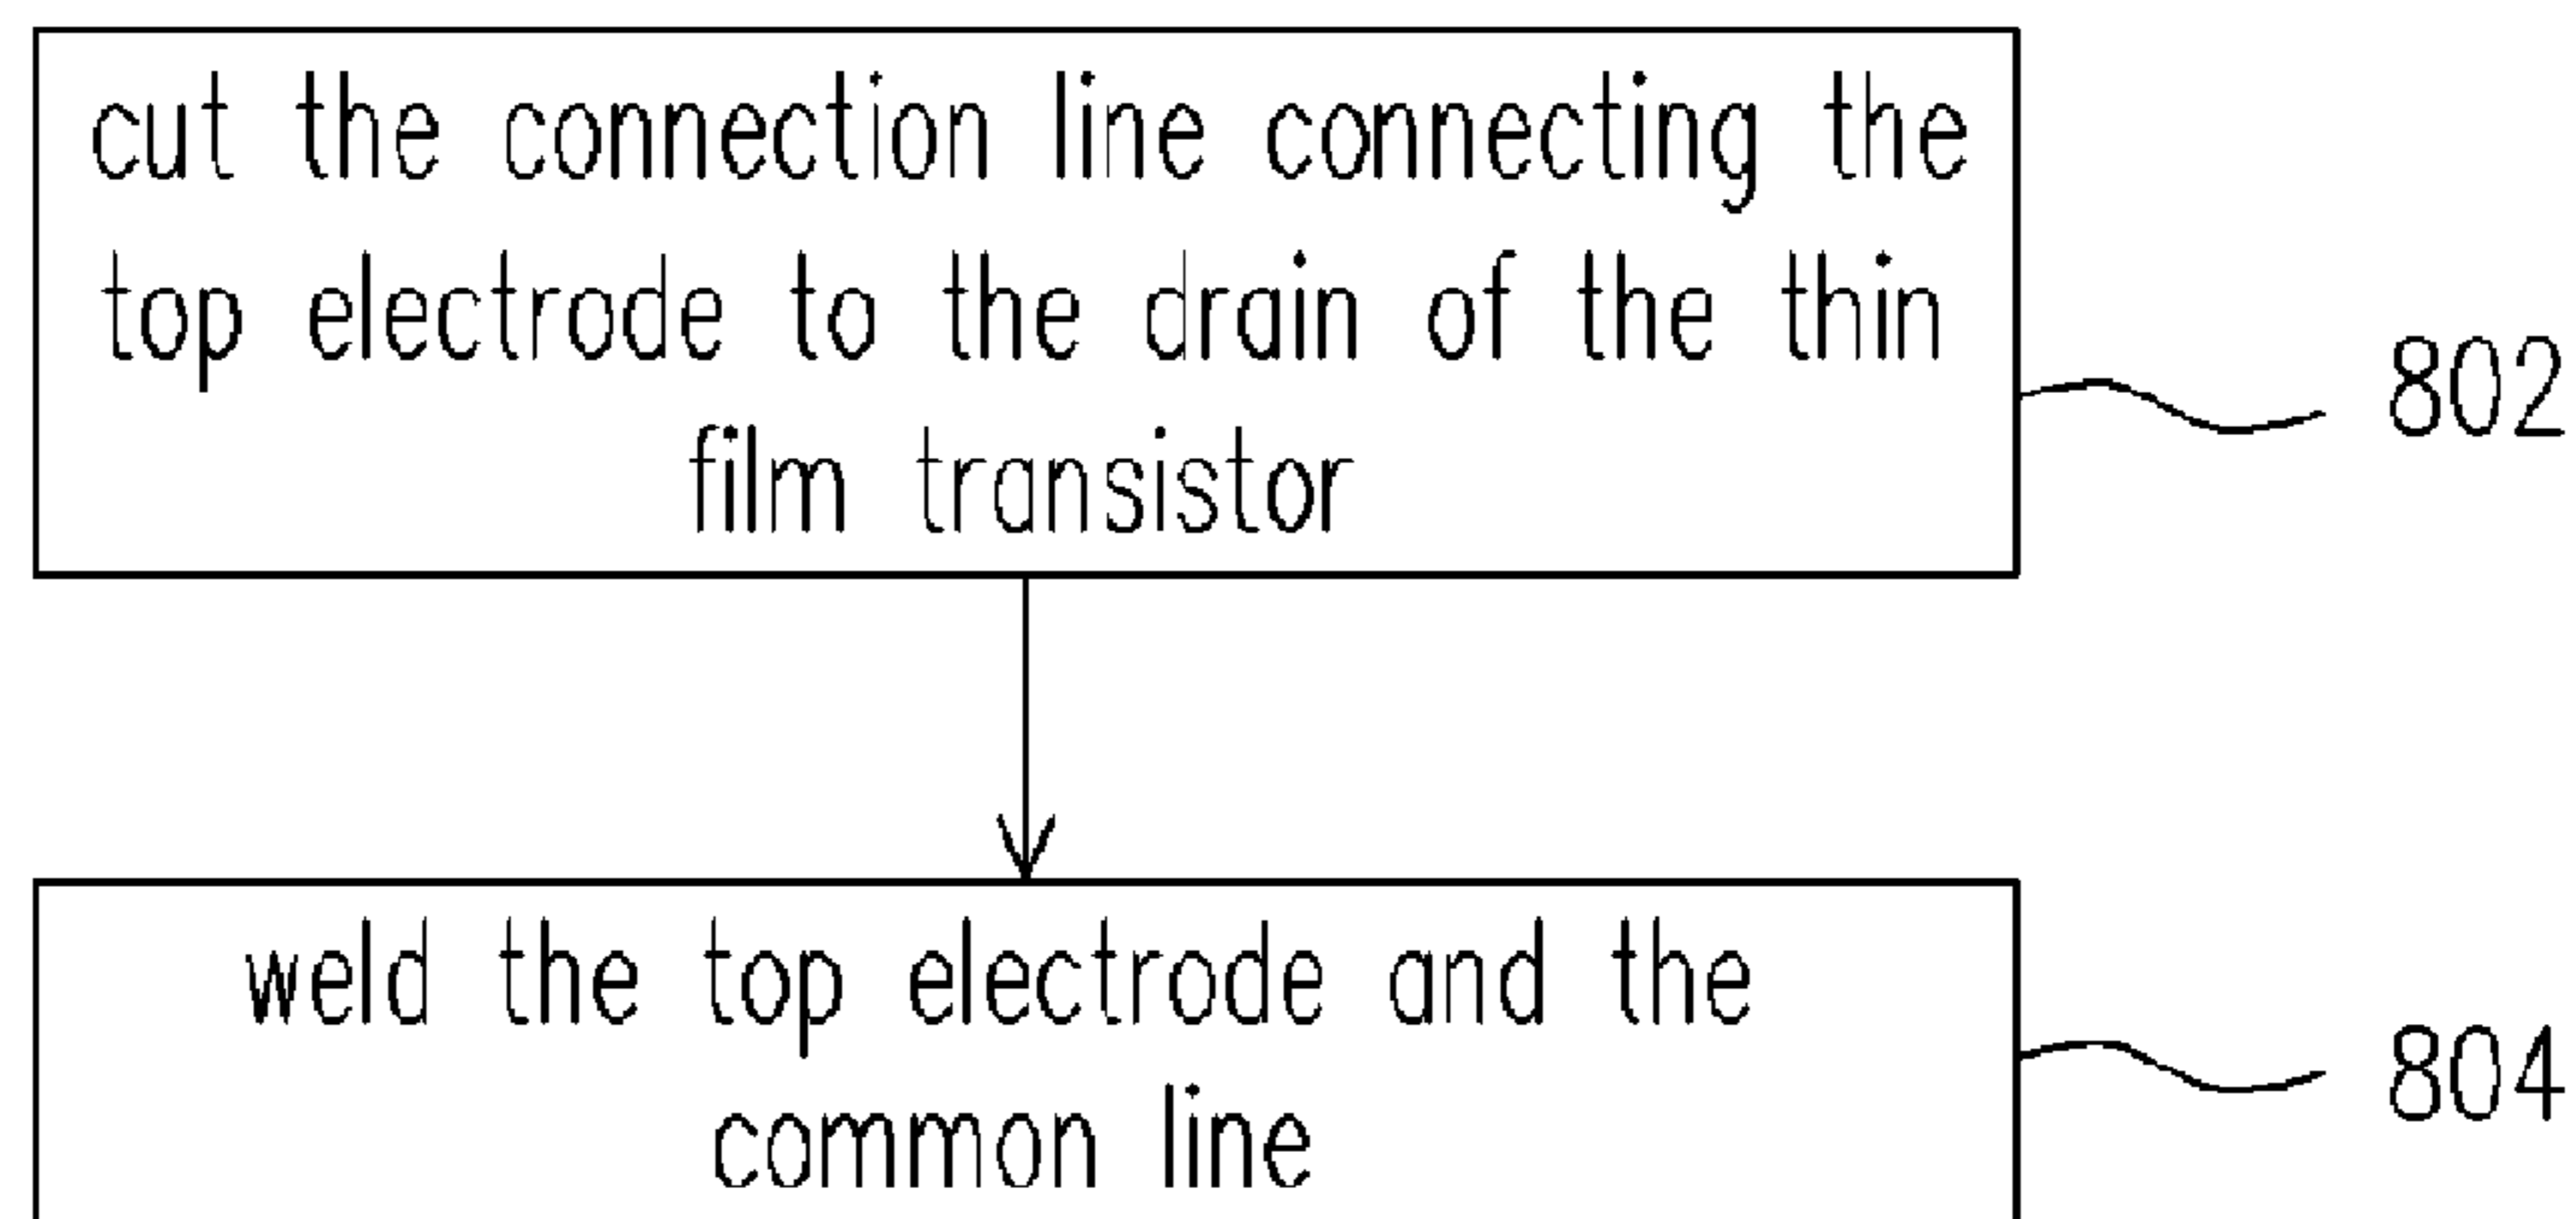 cut the connection line connecting the
top electrode to the drain of the thin
film transistor
802
weld the top electrode and the
common line
804